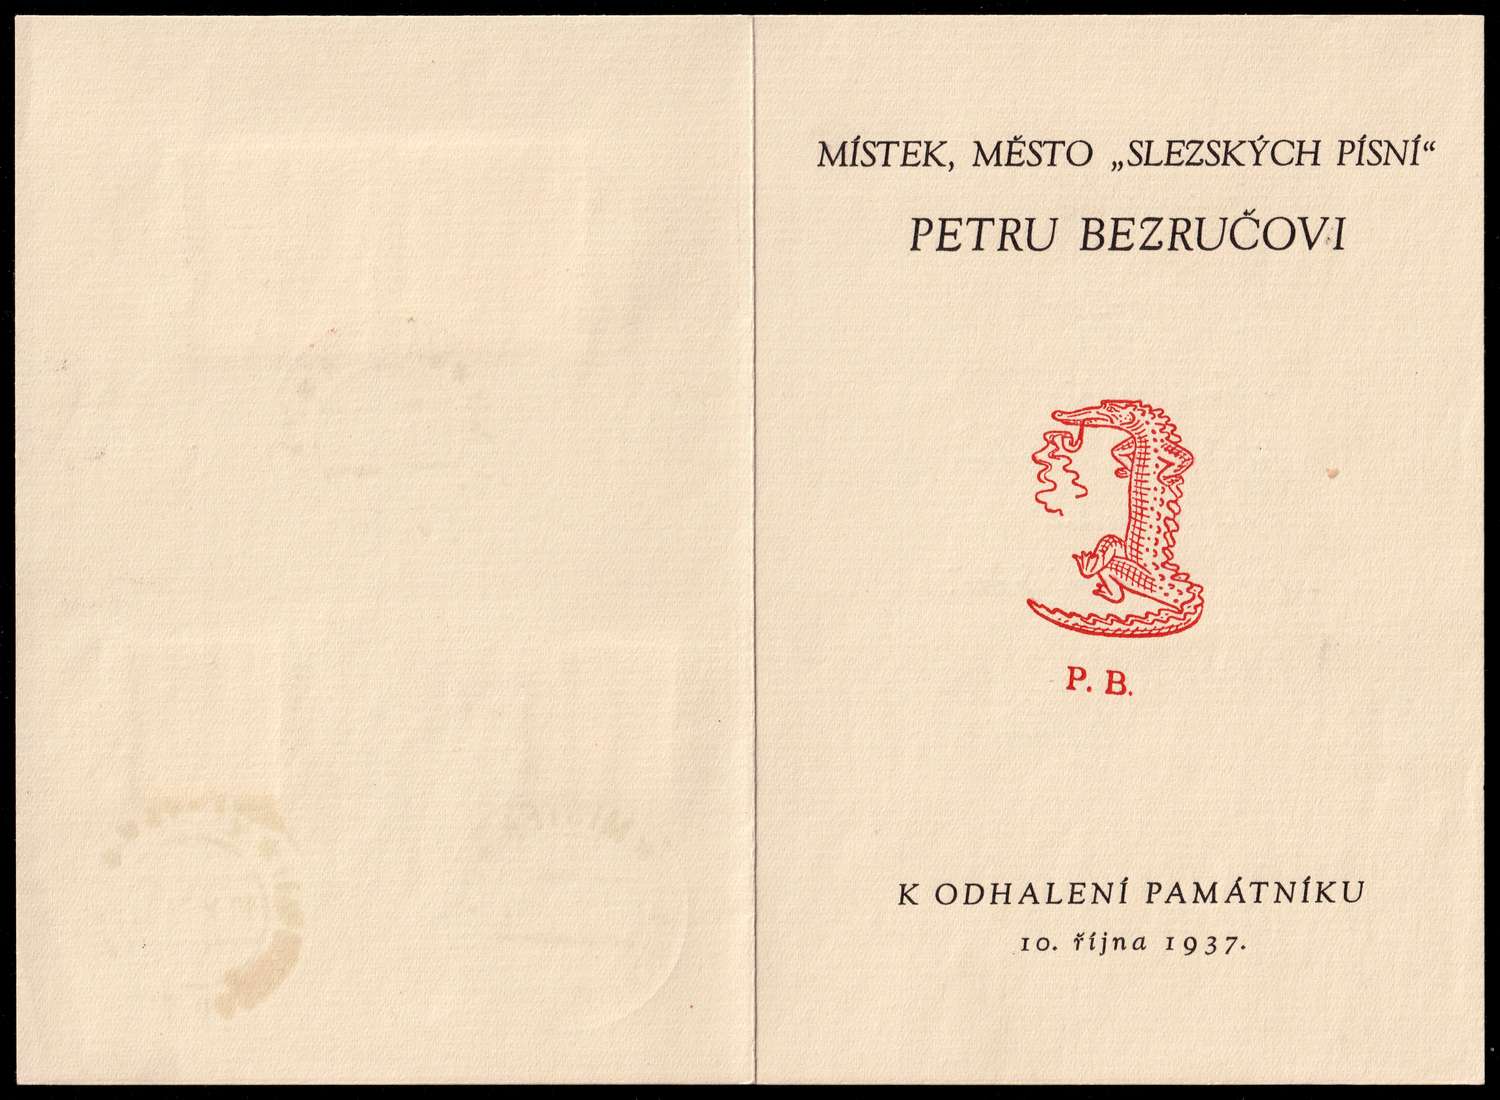 MÍSTEK, MĚSTO „SLEZSKÝCH PÍSNÍ“
PETRU BEZRUČOVI
P. B.
K ODHALENÍ PAMÁTNÍKU
10. října 1937.